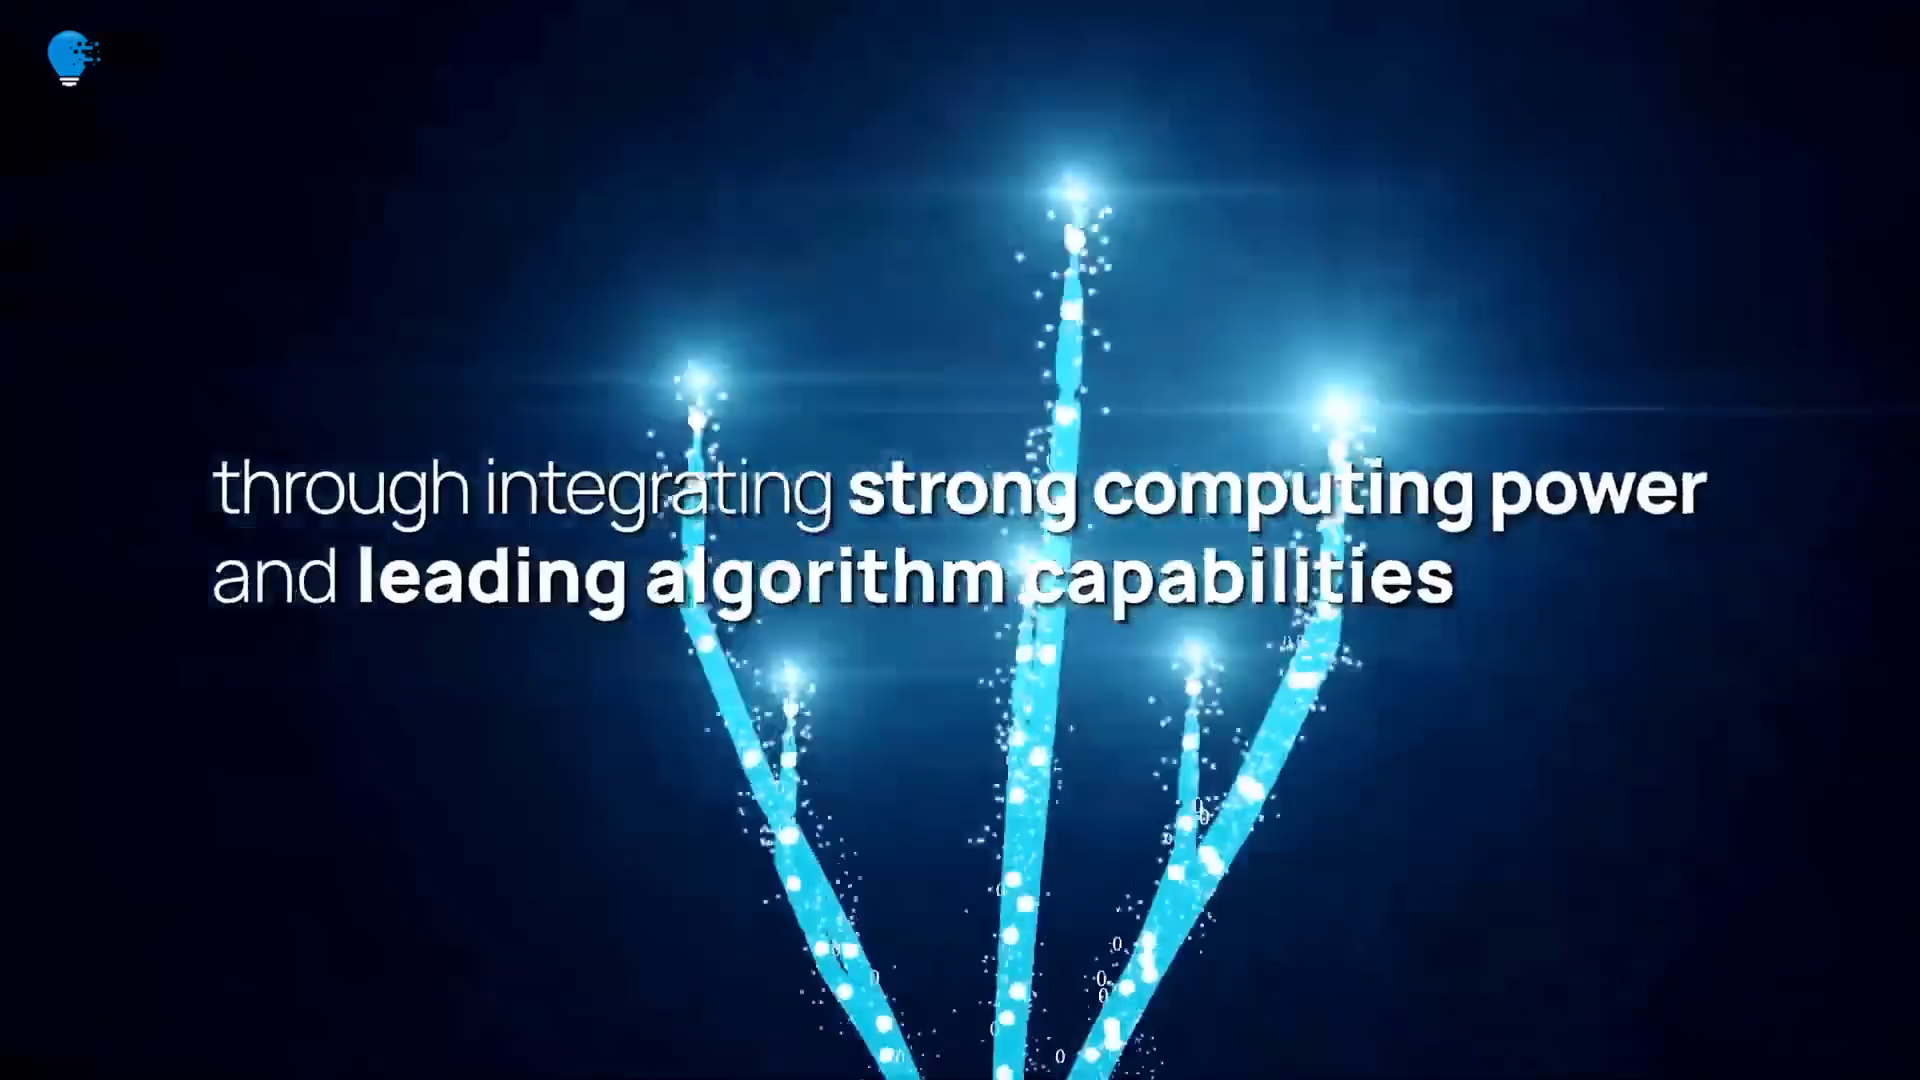 through integrating strong computing power
and leading algorithm capabilities